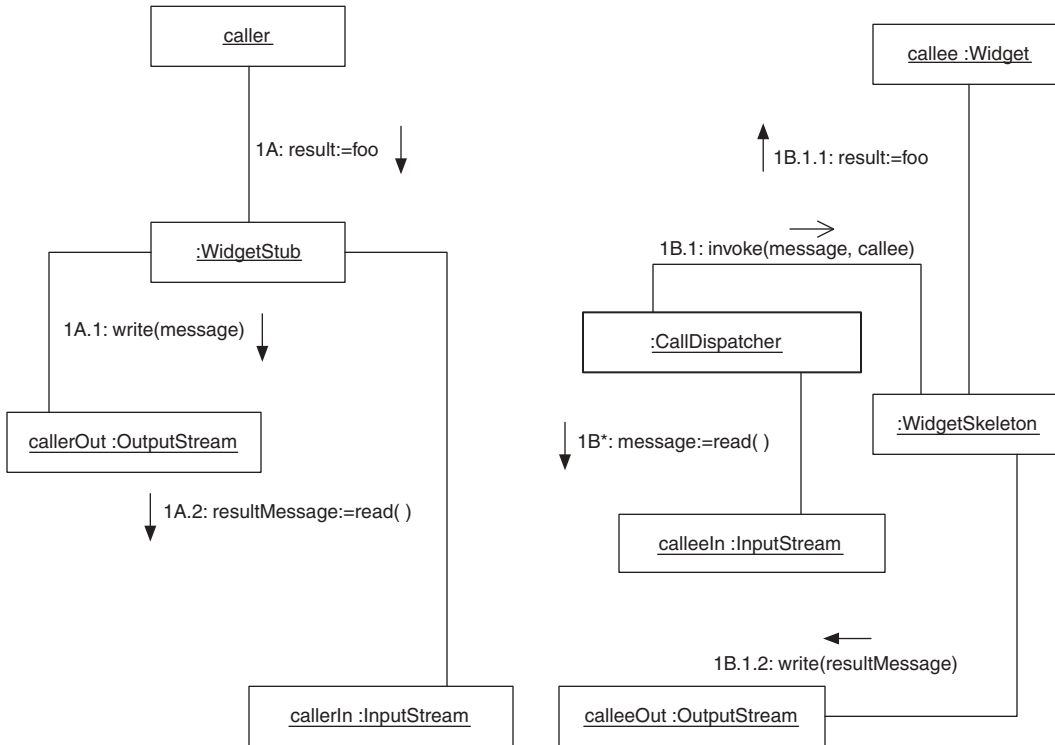 caller
callee :Widget
1A: result:=foo
1B.1.1: result:=foo
:WidgetStub
1B.1: invoke(message, callee)
1A.1: write(message)
:CallDispatcher
callerOut :OutputStream
:WidgetSkeleton
1B*: message:=read( )
1A.2: resultMessage:=read( )
calleeIn :InputStream
1B.1.2: write(resultMessage)
callerIn :InputStream
calleeOut :OutputStream